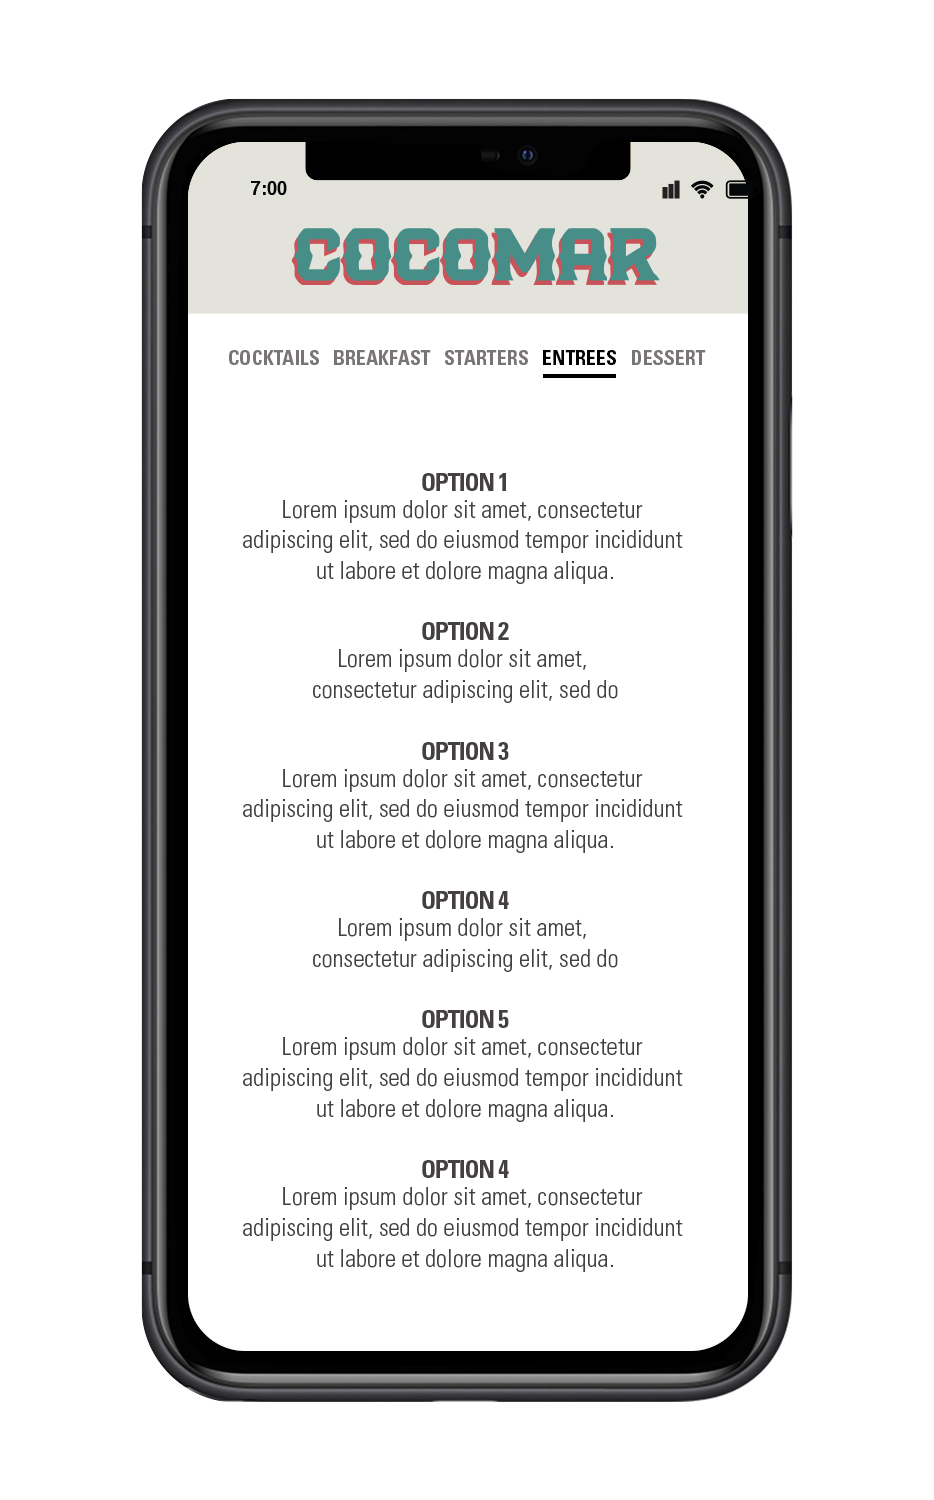 7:00
COCOMAR
COCKTAILS BREAKFAST STARTERS ENTREES DESSERT
OPTION 1
Lorem ipsum dolor sit amet, consectetur
adipiscing elit, sed do eiusmod tempor incididunt
ut labore et dolore magna aliqua.
OPTION 2
Lorem ipsum dolor sit amet,
consectetur adipiscing elit, sed do
OPTION 3
Lorem ipsum dolor sit amet, consectetur
adipiscing elit, sed do eiusmod tempor incididunt
ut labore et dolore magna aliqua.
OPTION 4
Lorem ipsum dolor sit amet,
consectetur adipiscing elit, sed do
OPTION 5
Lorem ipsum dolor sit amet, consectetur
adipiscing elit, sed do eiusmod tempor incididunt
ut labore et dolore magna aliqua.
OPTION 4
Lorem ipsum dolor sit amet, consectetur
adipiscing elit, sed do eiusmod tempor incididunt
ut labore et dolore magna aliqua.